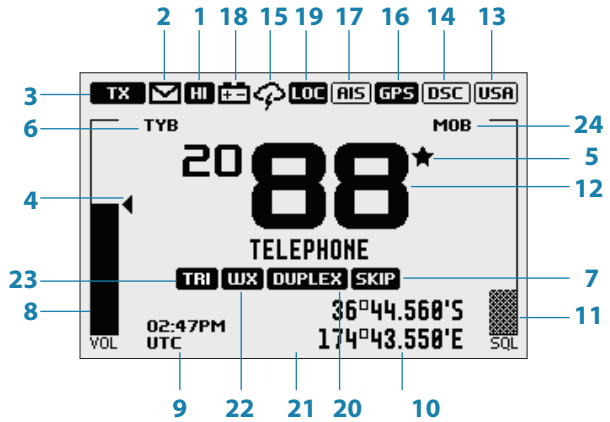 2 1 18 15 19 17 16 14 13
3 TX HI LOC AIS GPS DSC USA
6 TYB MOB 24
20 88 5
4 12
TELEPHONE
23 TRI WX DUPLEX SKIP 7
8 36°44.560'S 11
02:47PM 174°43.550'E
VOL UTC SQL
9 22 21 20 10